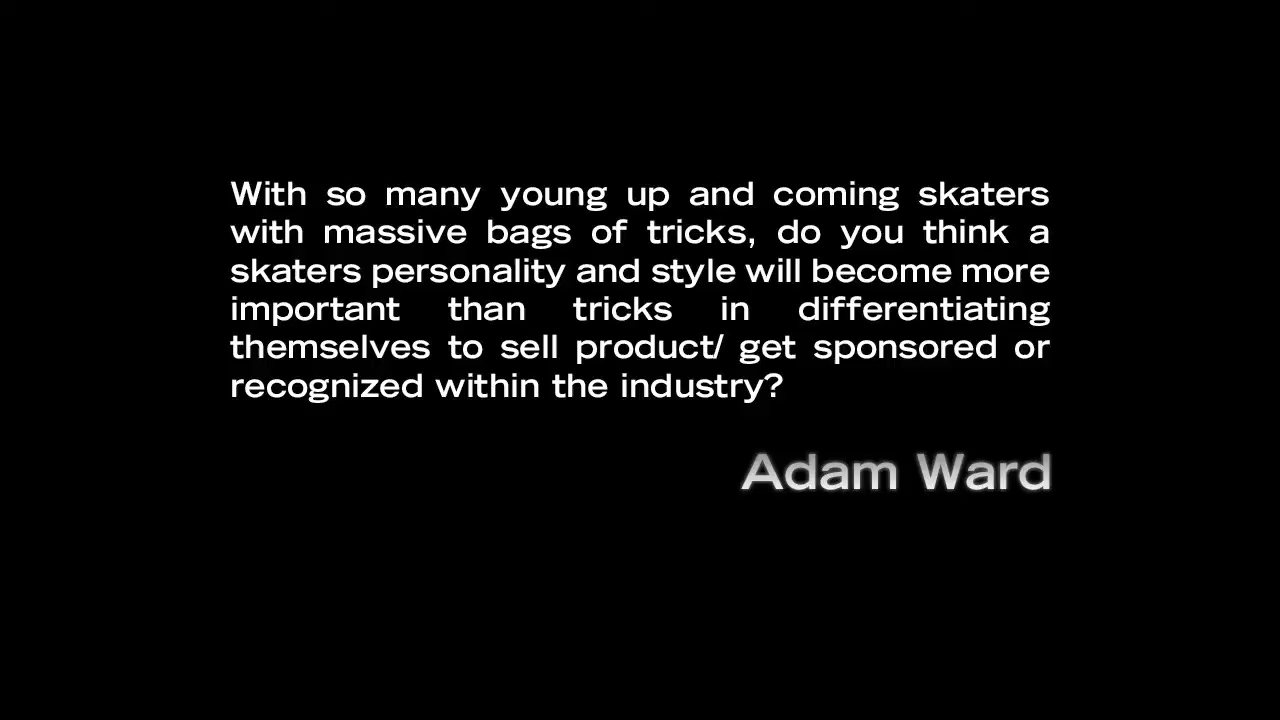 With so many young up and coming skaters
with massive bags of tricks, do you think a
skaters personality and style will become more
important than tricks in differentiating
themselves to sell product/ get sponsored or
recognized within the industry?
Adam Ward